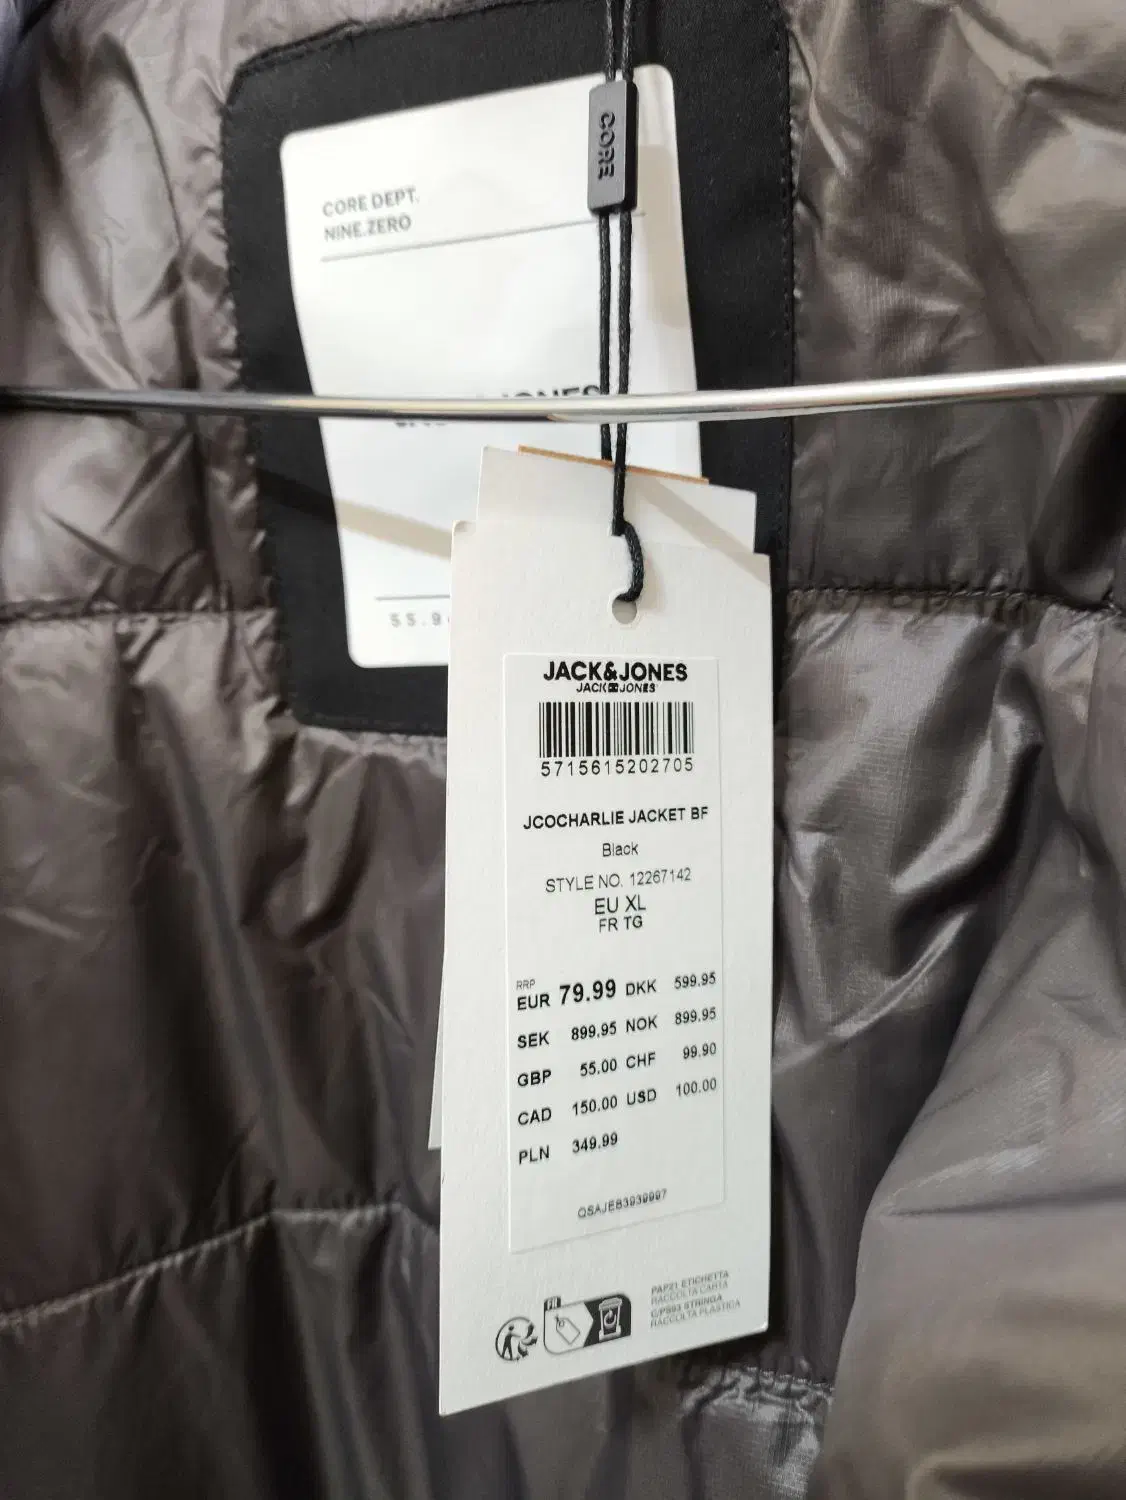 CORE
CORE DEPT.
NINE.ZERO
55.9
JACK&JONES
JACK JONES
5715615202705
JCOCHARLIE JACKET BF
Black
STYLE NO. 12267142
EU XL
FR TG
RRP
EUR 79.99 DKK 599.95
SEK 899.95 NOK 899.95
GBP 55.00 CHF 99.90
CAD 150.00 USD 100.00
PLN 349.99
QSAJEB3939997
FR
PAP21 ETICHETTA
RACCOLTA CARTA
C/PS93 STRINGA
RACCOLTA PLASTICA